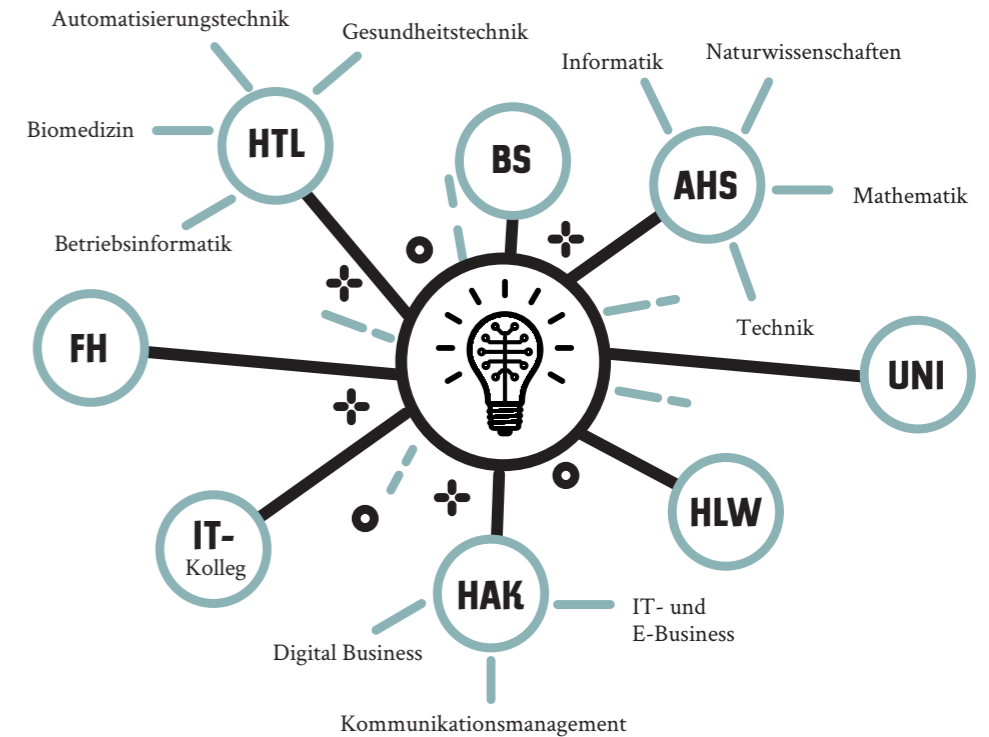 Automatisierungstechnik
Gesundheitstechnik
Biomedizin
HTL
Betriebsinformatik
BS
Informatik
Naturwissenschaften
AHS
Mathematik
Technik
FH
UNI
IT-
Kolleg
HLW
HAK
IT- und
E-Business
Digital Business
Kommunikationsmanagement